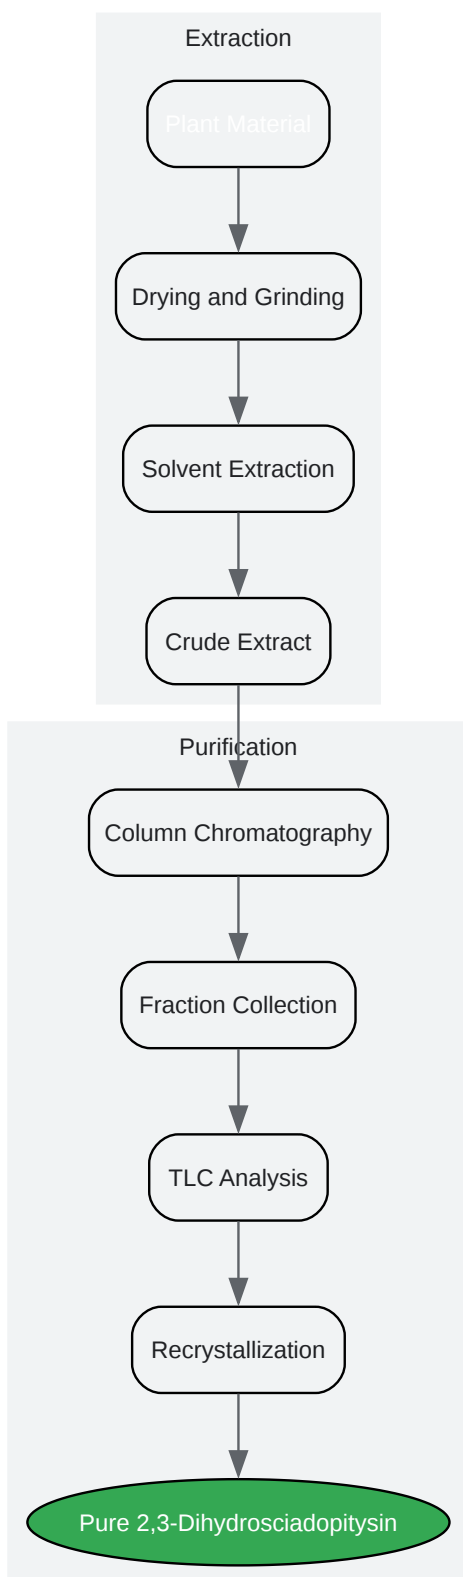 Extraction
Plant Material
Drying and Grinding
Solvent Extraction
Crude Extract
Purification
Column Chromatography
Fraction Collection
TLC Analysis
Recrystallization
Pure 2,3-Dihydrosciadopitysin